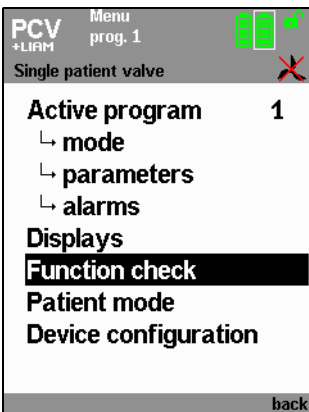 PCV
+LIAM
Menu
prog. 1
Single patient valve
Active program 1
mode
parameters
alarms
Displays
Function check
Patient mode
Device configuration
back